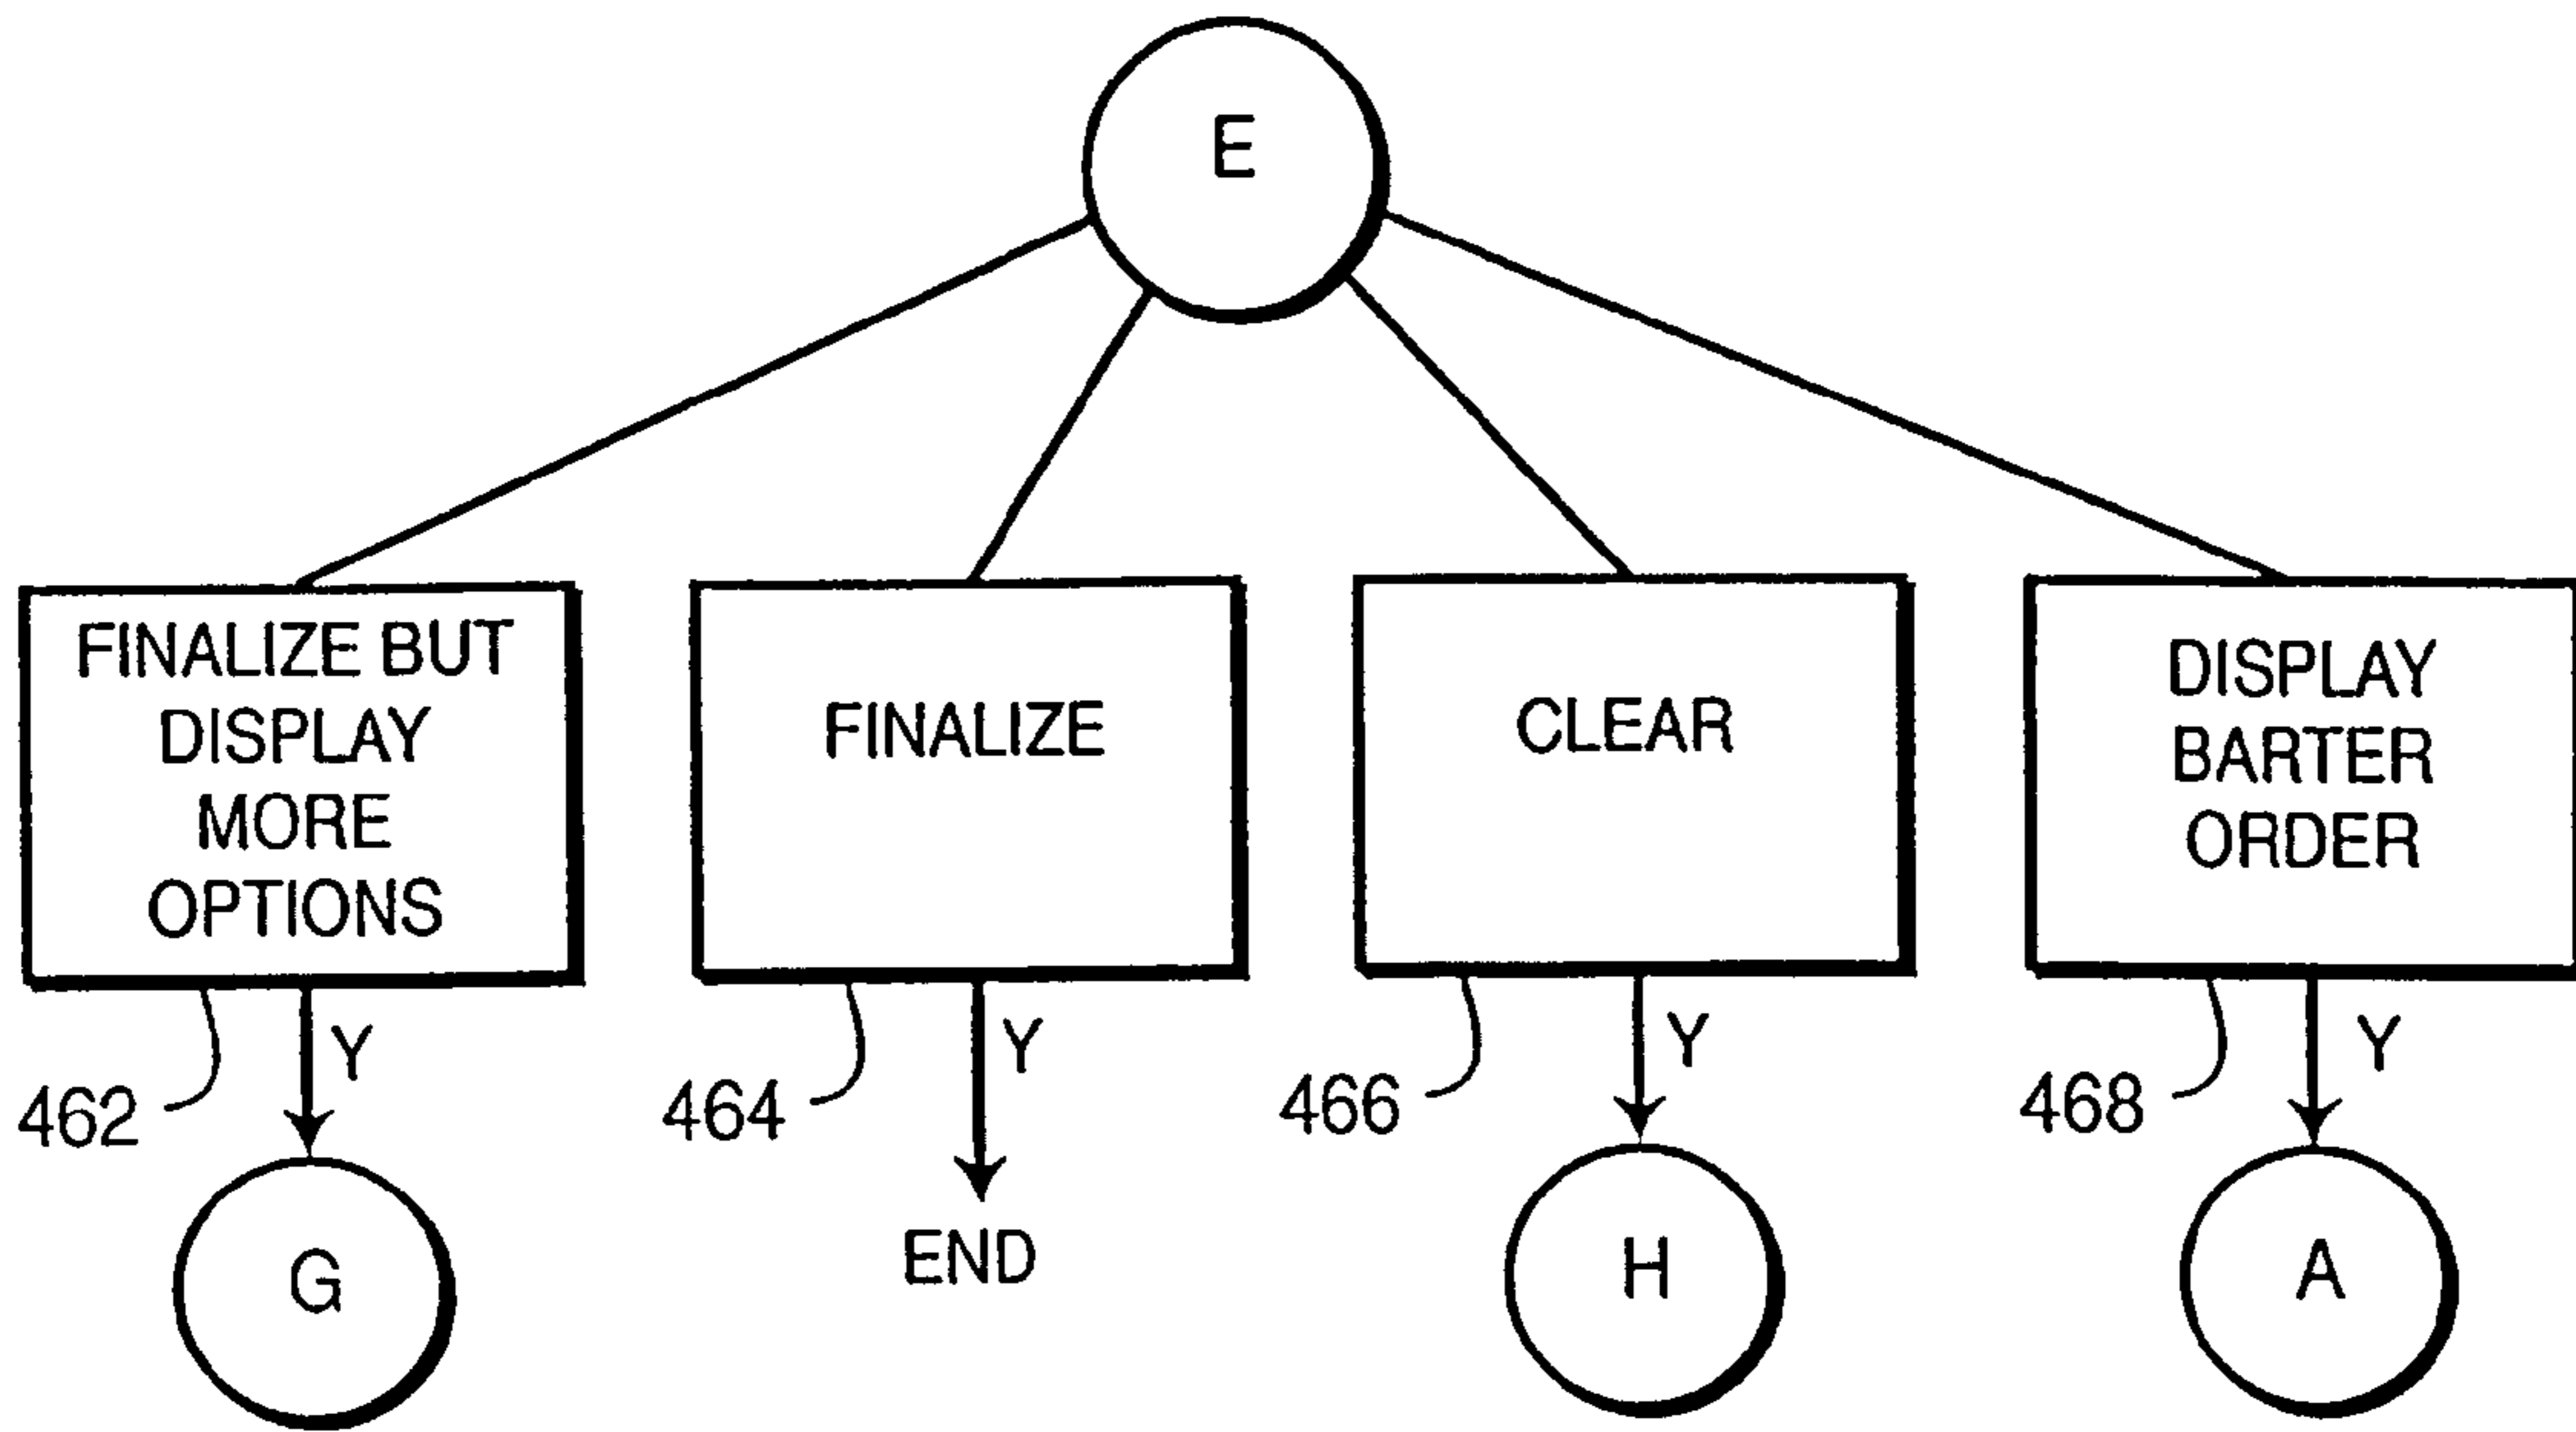 E
FINALIZE BUT
DISPLAY
MORE
OPTIONS
FINALIZE
CLEAR
DISPLAY
BARTER
ORDER
462
Y
464
Y
466
Y
468
Y
G
END
H
A